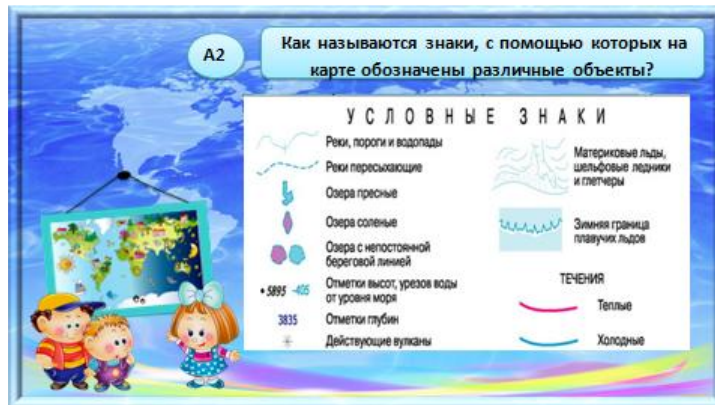 А2
Как называются знаки, с помощью которых на
карте обозначены различные объекты?
УСЛОВНЫЕ ЗНАКИ
Реки, пороги и водопады
Реки пересыхающие
Озера пресные
Озера соленые
Озера с непостоянной
береговой линией
• 5895 -405 Отметки высот, урезов воды
от уровня моря
3835 Отметки глубин
Действующие вулканы
Материковые льды,
шельфовые ледники
и глетчеры
Зимняя граница
плавучих льдов
ТЕЧЕНИЯ
Теплые
Холодные